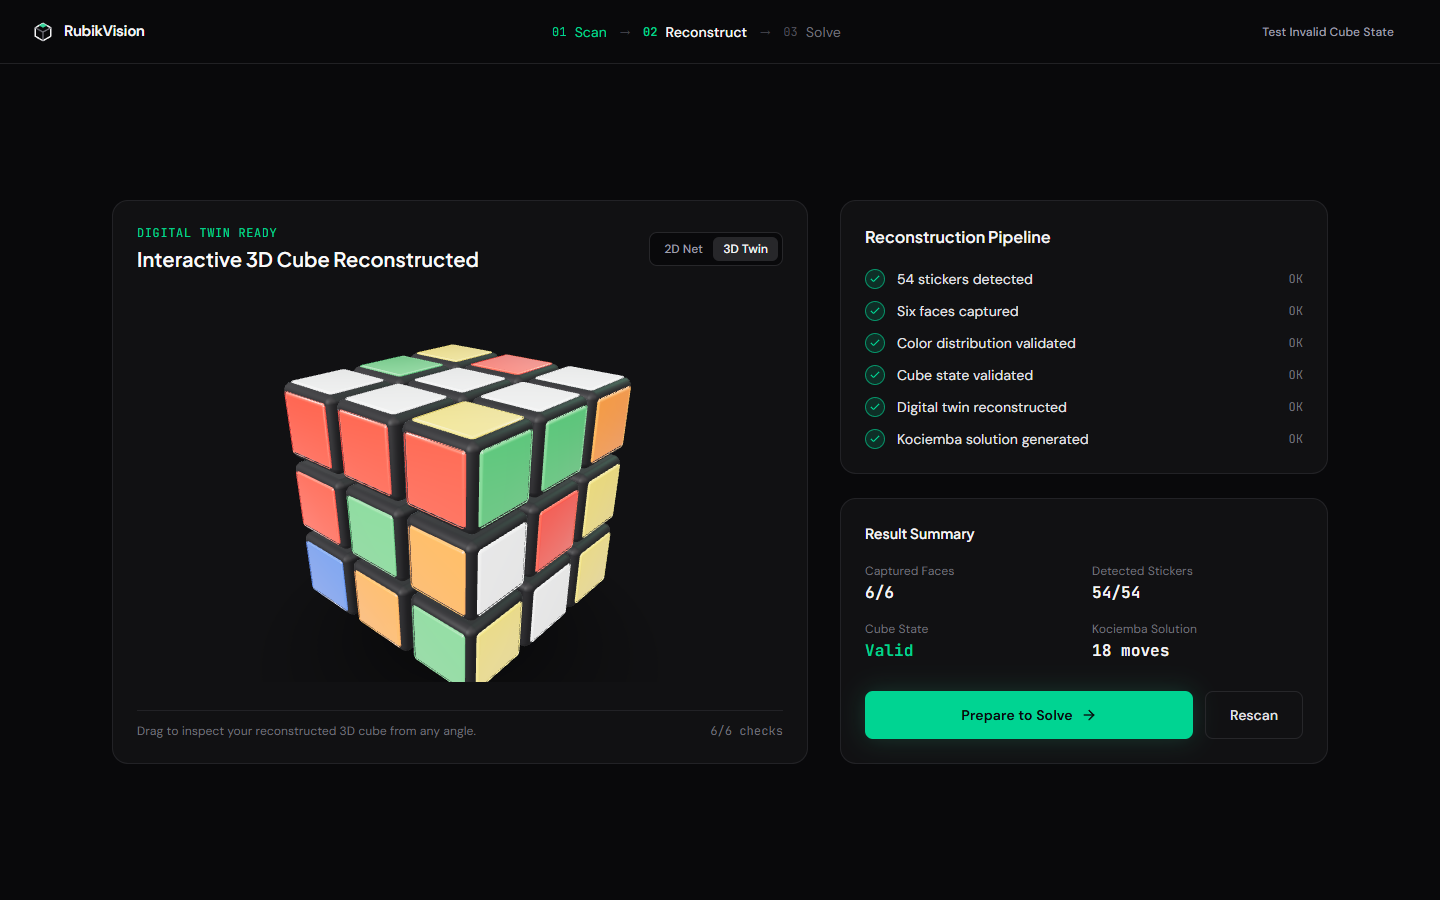 RubikVision
01 Scan → 02 Reconstruct → 03 Solve
Test Invalid Cube State
DIGITAL TWIN READY
Interactive 3D Cube Reconstructed
2D Net
3D Twin
Drag to inspect your reconstructed 3D cube from any angle.
6/6 checks
Reconstruction Pipeline
54 stickers detected OK
Six faces captured OK
Color distribution validated OK
Cube state validated OK
Digital twin reconstructed OK
Kociemba solution generated OK
Result Summary
Captured Faces
6/6
Detected Stickers
54/54
Cube State
Valid
Kociemba Solution
18 moves
Prepare to Solve →
Rescan